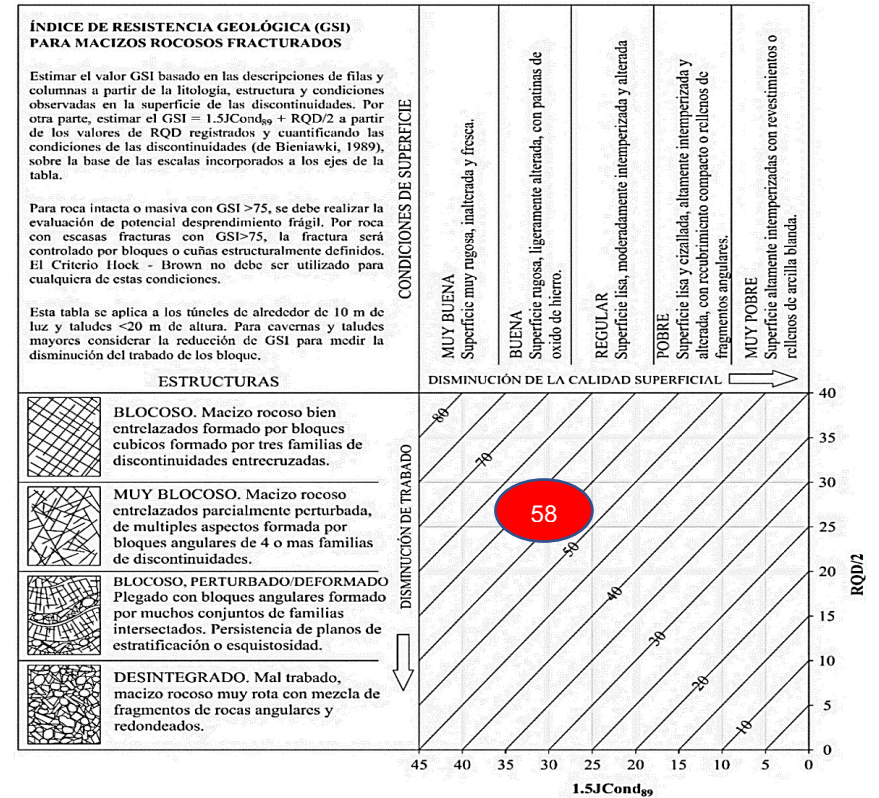 ÍNDICE DE RESISTENCIA GEOLÓGICA (GSI)
PARA MACIZOS ROCOSOS FRACTURADOS
Estimar el valor GSI basado en las descripciones de filas y
columnas a partir de la litología, estructura y condiciones
observadas en la superficie de las discontinuidades. Por
otra parte, estimar el GSI = 1.5JCond₈₉ + RQD/2 a partir
de los valores de RQD registrados y cuantificando las
condiciones de las discontinuidades (de Bieniawki, 1989),
sobre la base de las escalas incorporados a los ejes de la
tabla.
Para roca intacta o masiva con GSI >75, se debe realizar la
evaluación de potencial desprendimiento frágil. Por roca
con escasas fracturas con GSI>75, la fractura será
controlado por bloques o cuñas estructuralmente definidos.
El Criterio Hoek - Brown no debe ser utilizado para
cualquiera de estas condiciones.
Esta tabla se aplica a los túneles de alrededor de 10 m de
luz y taludes <20 m de altura. Para cavernas y taludes
mayores considerar la reducción de GSI para medir la
disminución del trabado de los bloque.
ESTRUCTURAS
CONDICIONES DE SUPERFICIE
MUY BUENA
Superficie muy rugosa, inalterada y fresca.
BUENA
Superficie rugosa, ligeramente alterada, con patinas de
oxido de hierro.
REGULAR
Superficie lisa, moderadamente intemperizada y alterada
POBRE
Superficie lisa y cizallada, altamente intemperizada y
alterada, con recubrimiento compacto o rellenos de
fragmentos angulares.
MUY POBRE
Superficie altamente intemperizadas con revestimientos o
rellenos de arcilla blanda.
DISMINUCIÓN DE LA CALIDAD SUPERFICIAL
BLOCOSO. Macizo rocoso bien
entrelazados formado por bloques
cubicos formado por tres familias de
discontinuidades entrecruzadas.
MUY BLOCOSO. Macizo rocoso
entrelazados parcialmente perturbada,
de multiples aspectos formada por
bloques angulares de 4 o mas familias
de discontinuidades.
BLOCOSO, PERTURBADO/DEFORMADO
Plegado con bloques angulares formado
por muchos conjuntos de familias
intersectados. Persistencia de planos de
estratificación o esquistosidad.
DESINTEGRADO. Mal trabado,
macizo rocoso muy rota con mezcla de
fragmentos de rocas angulares y
redondeados.
DISMINUCIÓN DE TRABADO
80
70
58
50
40
30
20
10
40
35
30
25
20
15
10
5
0
RQD/2
45 40 35 30 25 20 15 10 5 0
1.5JCond₈₉